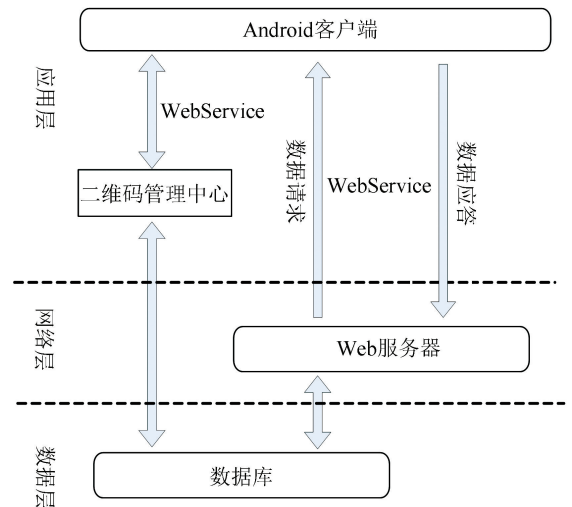 Android客户端
应用层
WebService
二维码管理中心
数据请求
WebService
数据应答
网络层
Web服务器
数据层
数据库